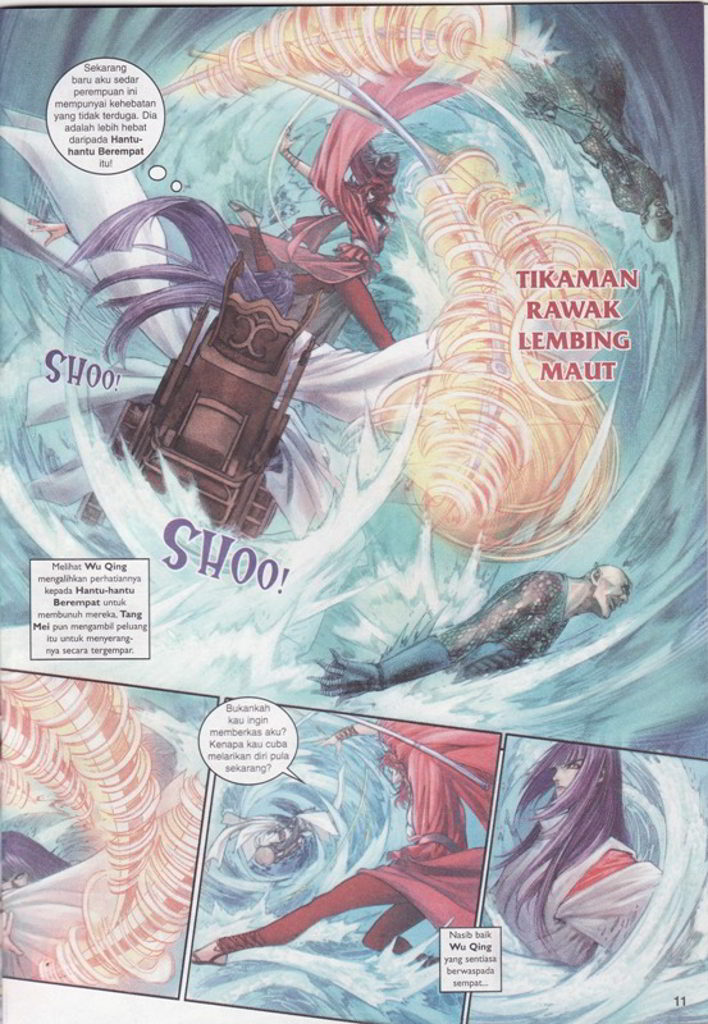 Sekarang
baru aku sedar
perempuan ini
mempunyai kehebatan
yang tidak terduga. Dia
adalah lebih hebat
daripada Hantu-
hantu Berempat
itu!
TIKAMAN
RAWAK
LEMBING
MAUT
SHOO!
SHOO!
Melihat Wu Qing
mengalihkan perhatiannya
kepada Hantu-hantu
Berempat untuk
membunuh mereka, Tang
Mei pun mengambil peluang
itu untuk menyerang-
nya secara tergempar.
Bukankah
kau ingin
memberkas aku?
Kenapa kau cuba
melarikan diri pula
sekarang?
Nasib baik
Wu Qing
yang sentiasa
berwaspada
sempat...
11